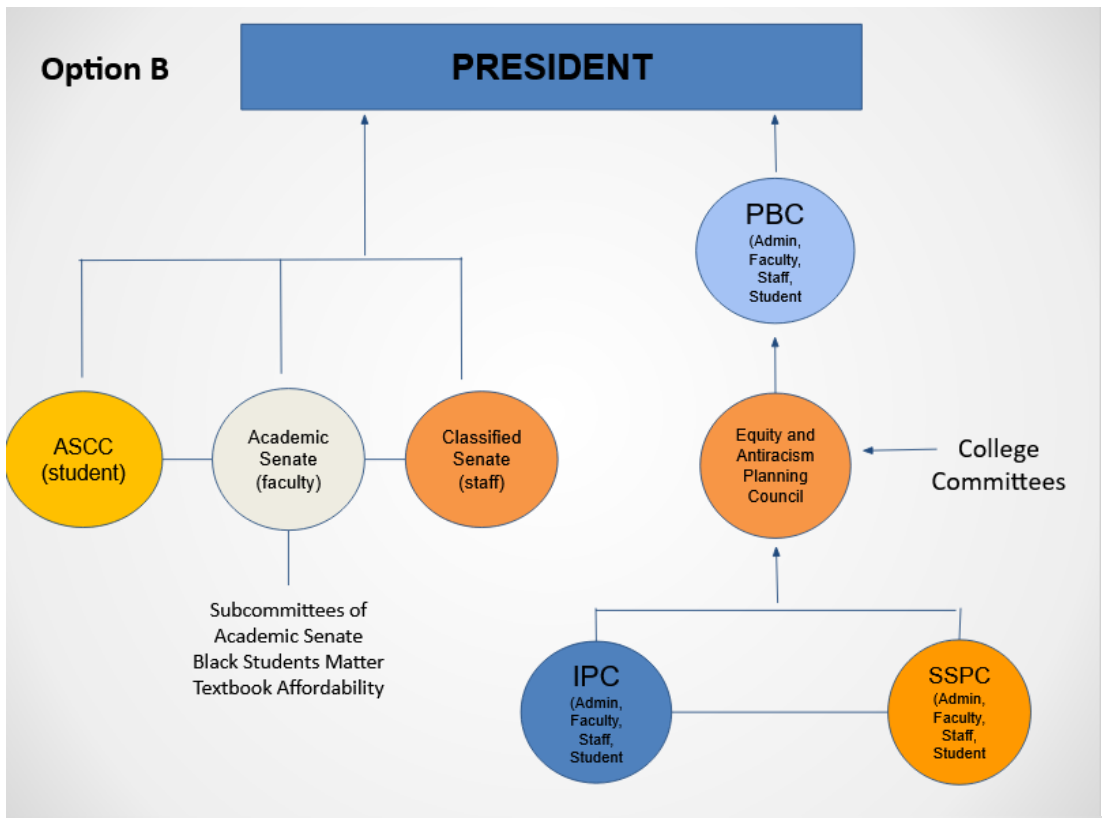 Option B
PRESIDENT
PBC
(Admin,
Faculty,
Staff,
Student
ASCC
(student)
Academic
Senate
(faculty)
Classified
Senate
(staff)
Equity and
Antiracism
Planning
Council
College
Committees
Subcommittees of
Academic Senate
Black Students Matter
Textbook Affordability
IPC
(Admin,
Faculty,
Staff,
Student
SSPC
(Admin,
Faculty,
Staff,
Student